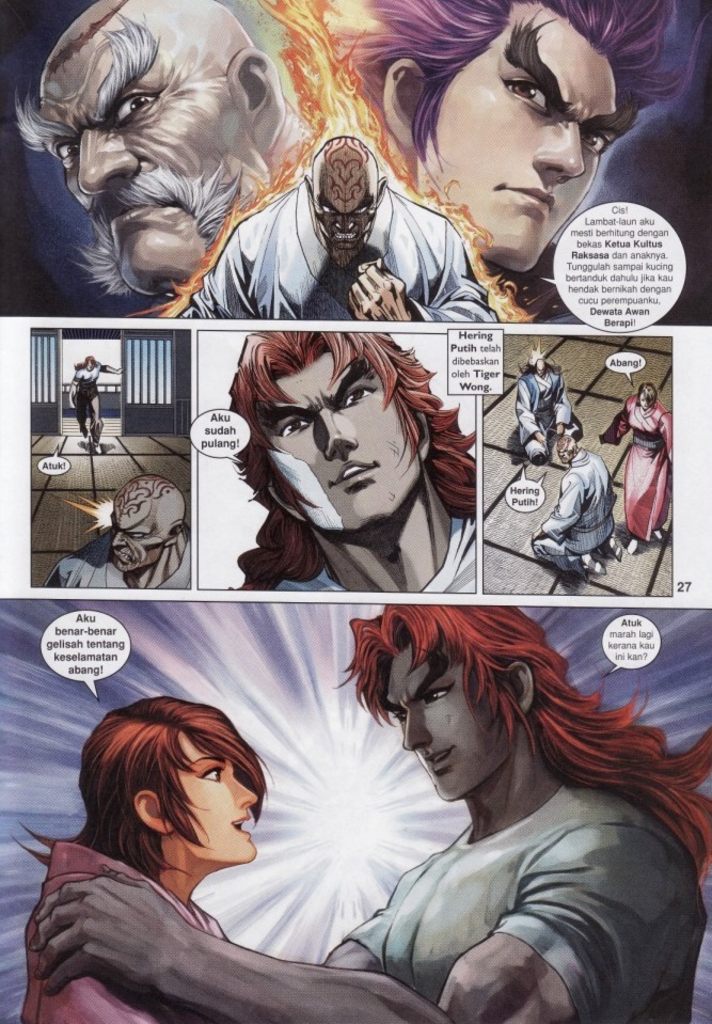 Cis!
Lambat-laun aku
mesti berhitung dengan
bekas Ketua Kultus
Raksasa dan anaknya.
Tunggulah sampai kucing
bertanduk dahulu jika kau
hendak bernikah dengan
cucu perempuanku,
Dewata Awan
Berapi!
Atuk!
Aku
sudah
pulang!
Hering
Putih telah
dibebaskan
oleh Tiger
Wong.
Abang!
Hering
Putih!
27
Aku
benar-benar
gelisah tentang
keselamatan
abang!
Atuk
marah lagi
kerana kau
ini kan?